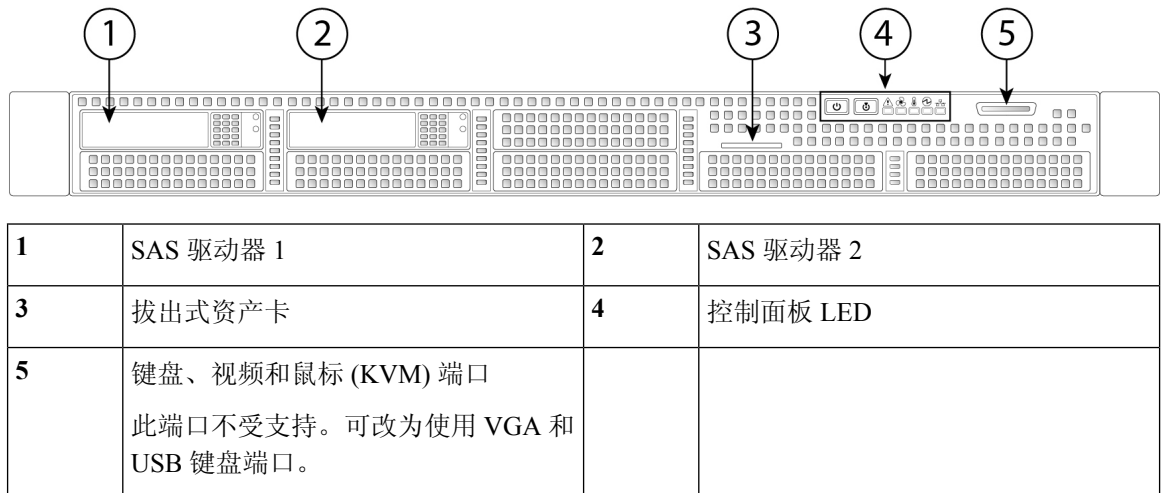 1 2 3 4 5
1 SAS 驱动器 1 2 SAS 驱动器 2
3 拔出式资产卡 4 控制面板 LED
5 键盘、视频和鼠标 (KVM) 端口
此端口不受支持。可改为使用 VGA 和
USB 键盘端口。